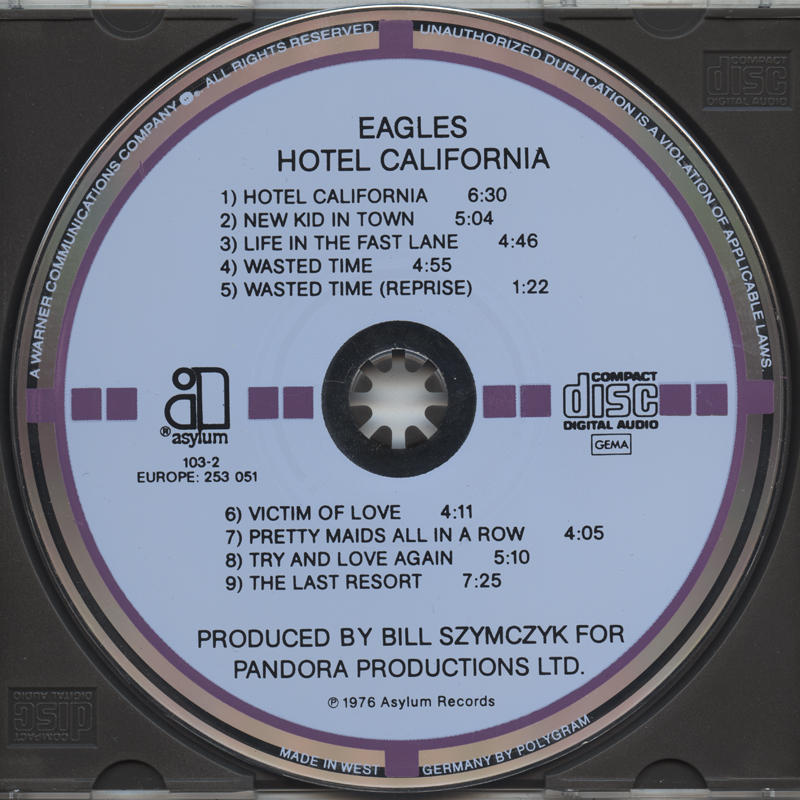 A WARNER COMMUNICATIONS COMPANY ®. ALL RIGHTS RESERVED.
UNAUTHORIZED DUPLICATION IS A VIOLATION OF APPLICABLE LAWS
COMPACT
disc
DIGITAL AUDIO
EAGLES
HOTEL CALIFORNIA
1) HOTEL CALIFORNIA 6:30
2) NEW KID IN TOWN 5:04
3) LIFE IN THE FAST LANE 4:46
4) WASTED TIME 4:55
5) WASTED TIME (REPRISE) 1:22
® asylum
COMPACT
disc
DIGITAL AUDIO
GEMA
103-2
EUROPE: 253 051
6) VICTIM OF LOVE 4:11
7) PRETTY MAIDS ALL IN A ROW 4:05
8) TRY AND LOVE AGAIN 5:10
9) THE LAST RESORT 7:25
PRODUCED BY BILL SZYMCZYK FOR
PANDORA PRODUCTIONS LTD.
℗ 1976 Asylum Records
COMPACT
disc
DIGITAL AUDIO
MADE IN WEST GERMANY BY POLYGRAM